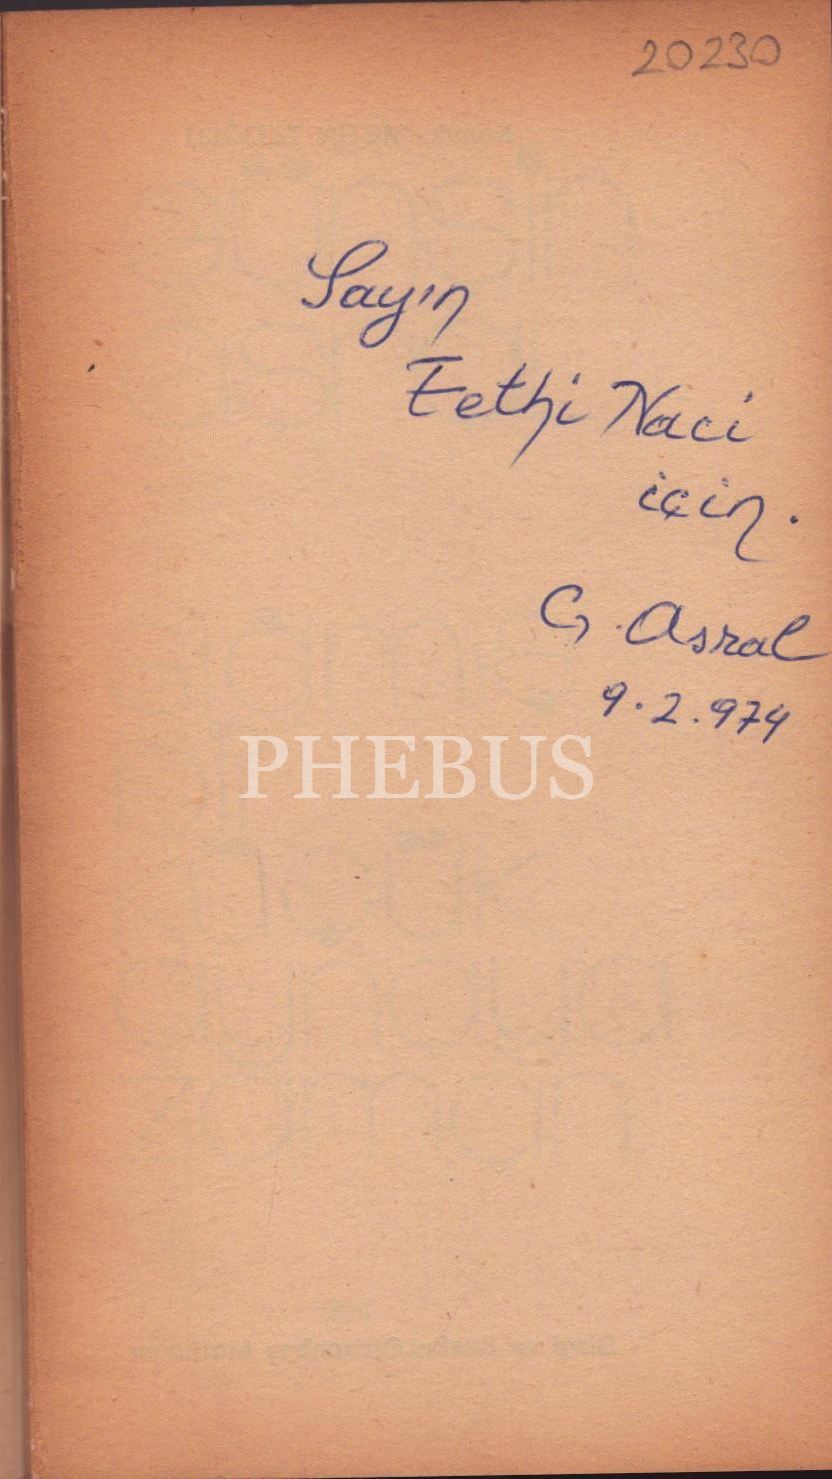 20230
Sayın
Fethi Naci
için.
G. Asral
9.2.974
PHEBUS